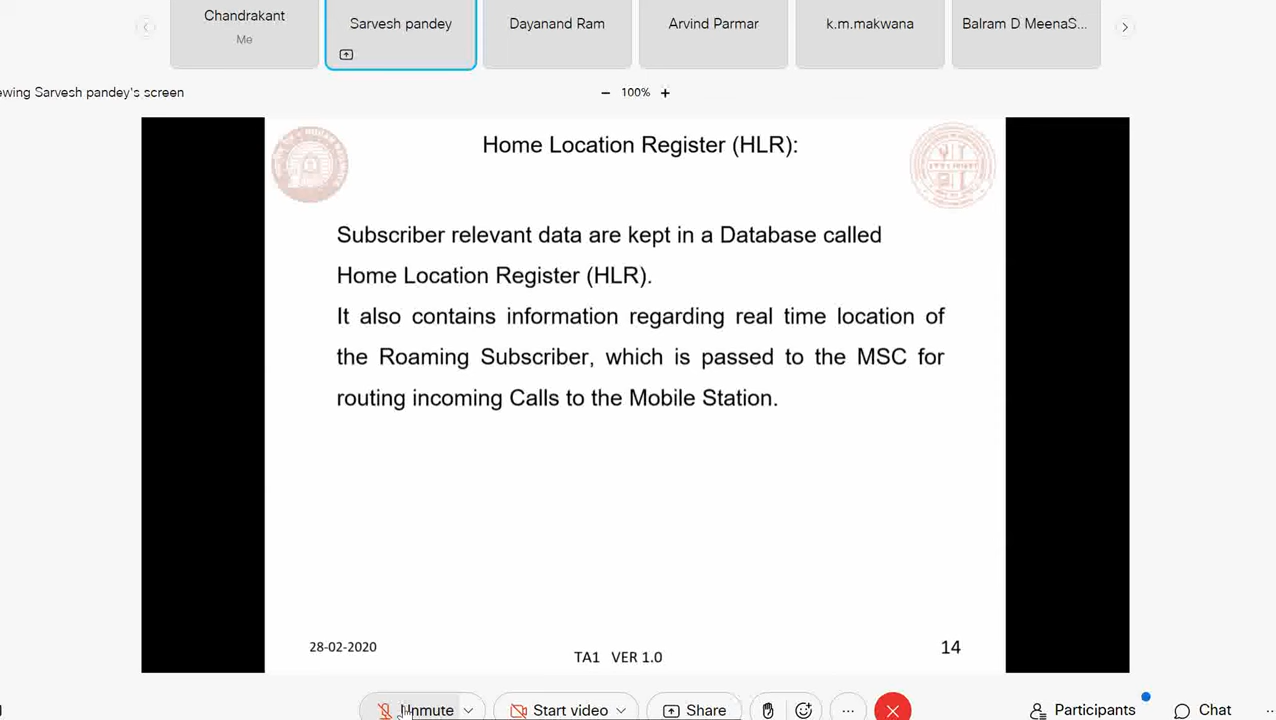 Chandrakant
Me
Sarvesh pandey
Dayanand Ram
Arvind Parmar
k.m.makwana
Balram D MeenaS...
ewing Sarvesh pandey's screen
100%
Home Location Register (HLR):
Subscriber relevant data are kept in a Database called
Home Location Register (HLR).
It also contains information regarding real time location of
the Roaming Subscriber, which is passed to the MSC for
routing incoming Calls to the Mobile Station.
28-02-2020
TA1 VER 1.0
14
Unmute
Start video
Share
Participants
Chat